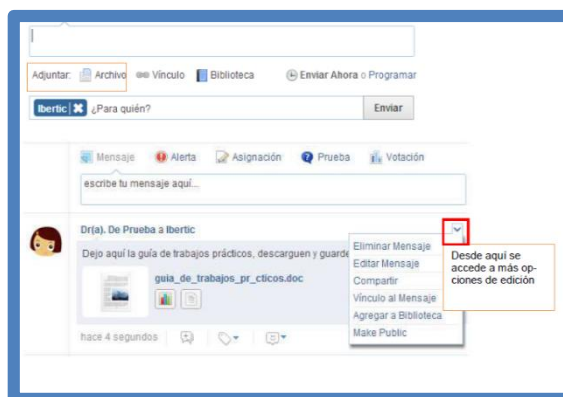 Adjuntar: Archivo Vínculo Biblioteca Enviar Ahora o Programar
Ibertic ¿Para quién? Enviar
Mensaje Alerta Asignación Prueba Votación
escribe tu mensaje aquí...
Dr(a). De Prueba a Ibertic
Dejo aquí la guía de trabajos prácticos, descarguen y guarde
guia_de_trabajos_pr_cticos.doc
hace 4 segundos
Eliminar Mensaje
Editar Mensaje
Compartir
Vínculo al Mensaje
Agregar a Biblioteca
Make Public
Desde aquí se
accede a más op-
ciones de edición